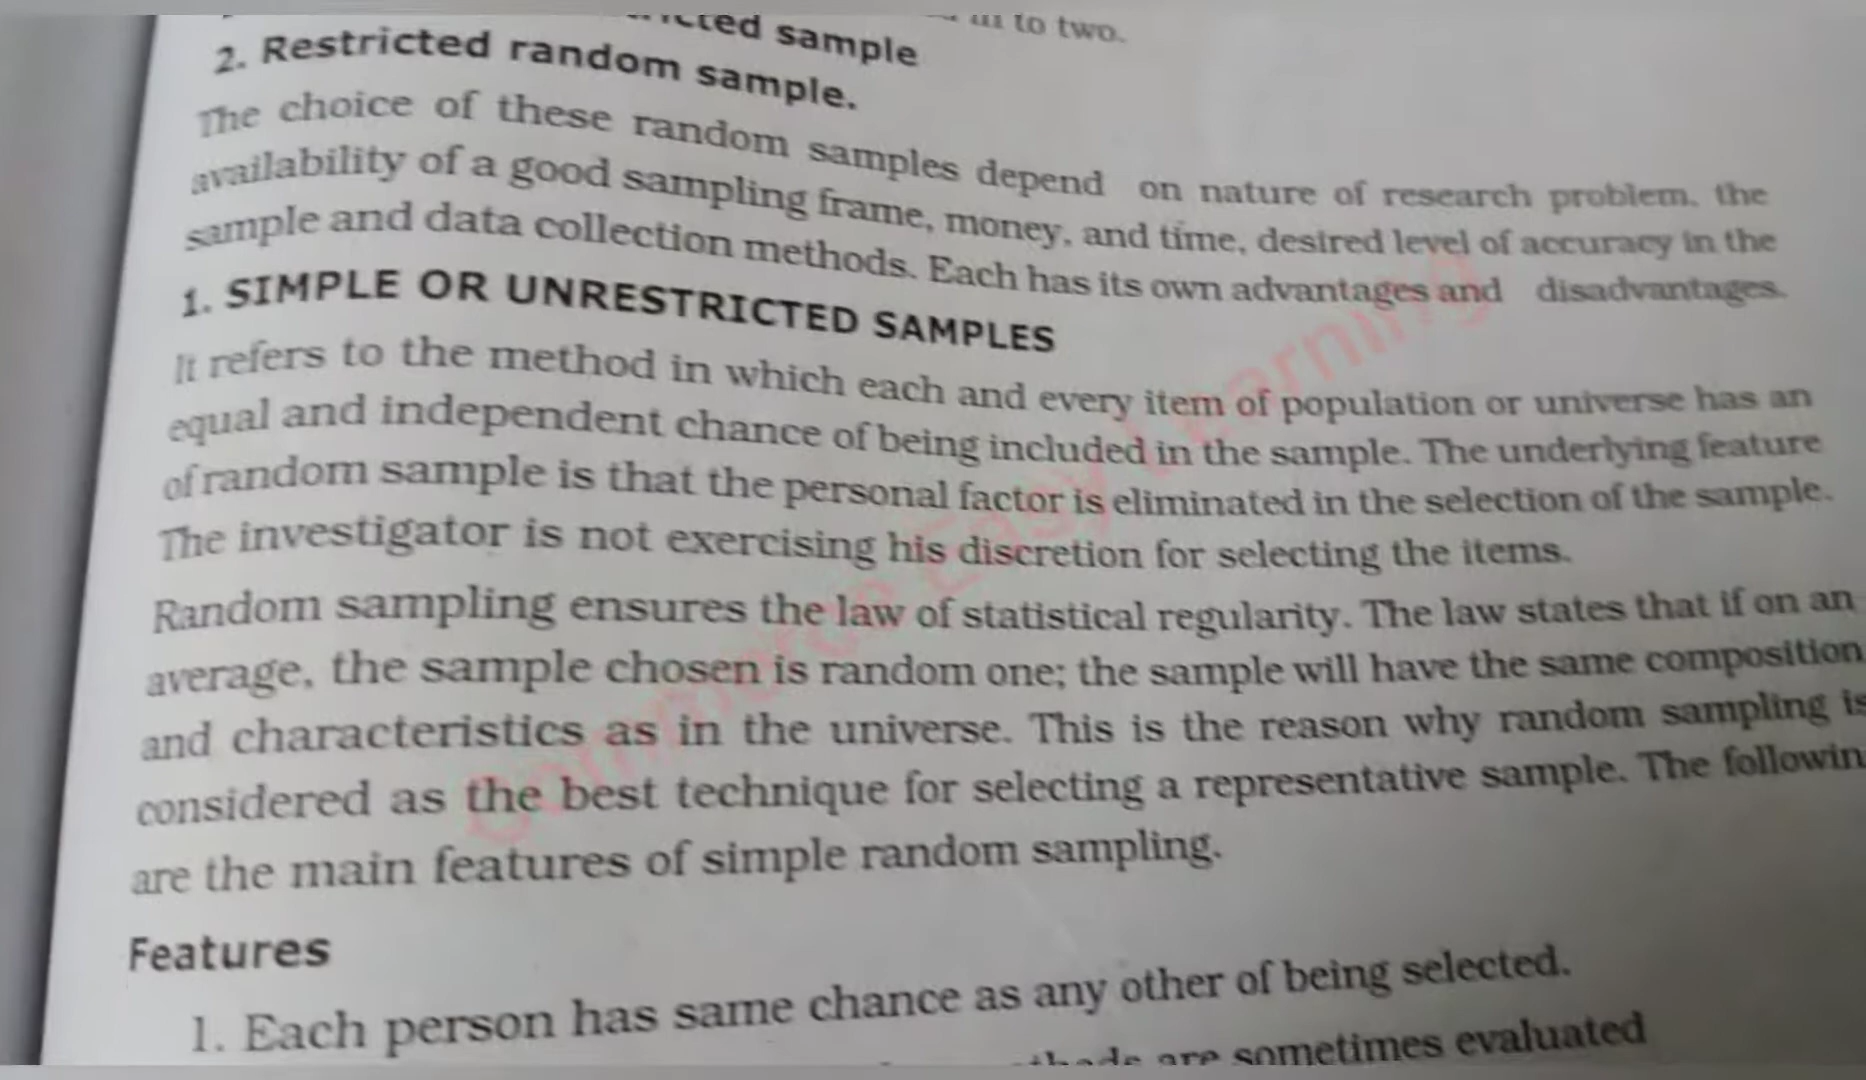 to two.
sample
2. Restricted random sample.
The choice of these random samples depend on nature of research problem, the
availability of a good sampling frame, money, and time, desired level of accuracy in the
sample and data collection methods. Each has its own advantages and disadvantages.
1. SIMPLE OR UNRESTRICTED SAMPLES
It refers to the method in which each and every item of population or universe has an
equal and independent chance of being included in the sample. The underlying feature
of random sample is that the personal factor is eliminated in the selection of the sample.
The investigator is not exercising his discretion for selecting the items.
Random sampling ensures the law of statistical regularity. The law states that if on an
average, the sample chosen is random one; the sample will have the same composition
and characteristics as in the universe. This is the reason why random sampling is
considered as the best technique for selecting a representative sample. The followin
are the main features of simple random sampling.
Features
1. Each person has same chance as any other of being selected.
are sometimes evaluated
Commerce Easy Learning